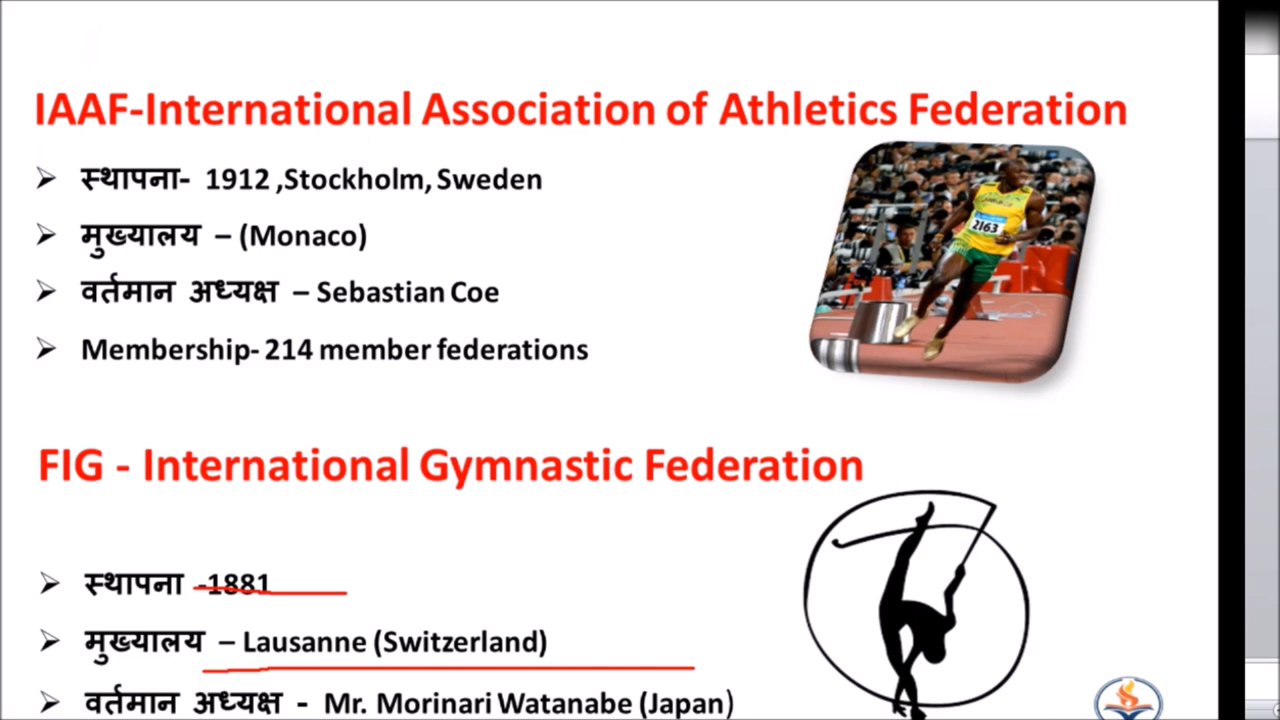 IAAF-International Association of Athletics Federation
स्थापना- 1912 ,Stockholm, Sweden
मुख्यालय – (Monaco)
वर्तमान अध्यक्ष – Sebastian Coe
Membership- 214 member federations
2163
FIG - International Gymnastic Federation
स्थापना -1881
मुख्यालय – Lausanne (Switzerland)
वर्तमान अध्यक्ष - Mr. Morinari Watanabe (Japan)